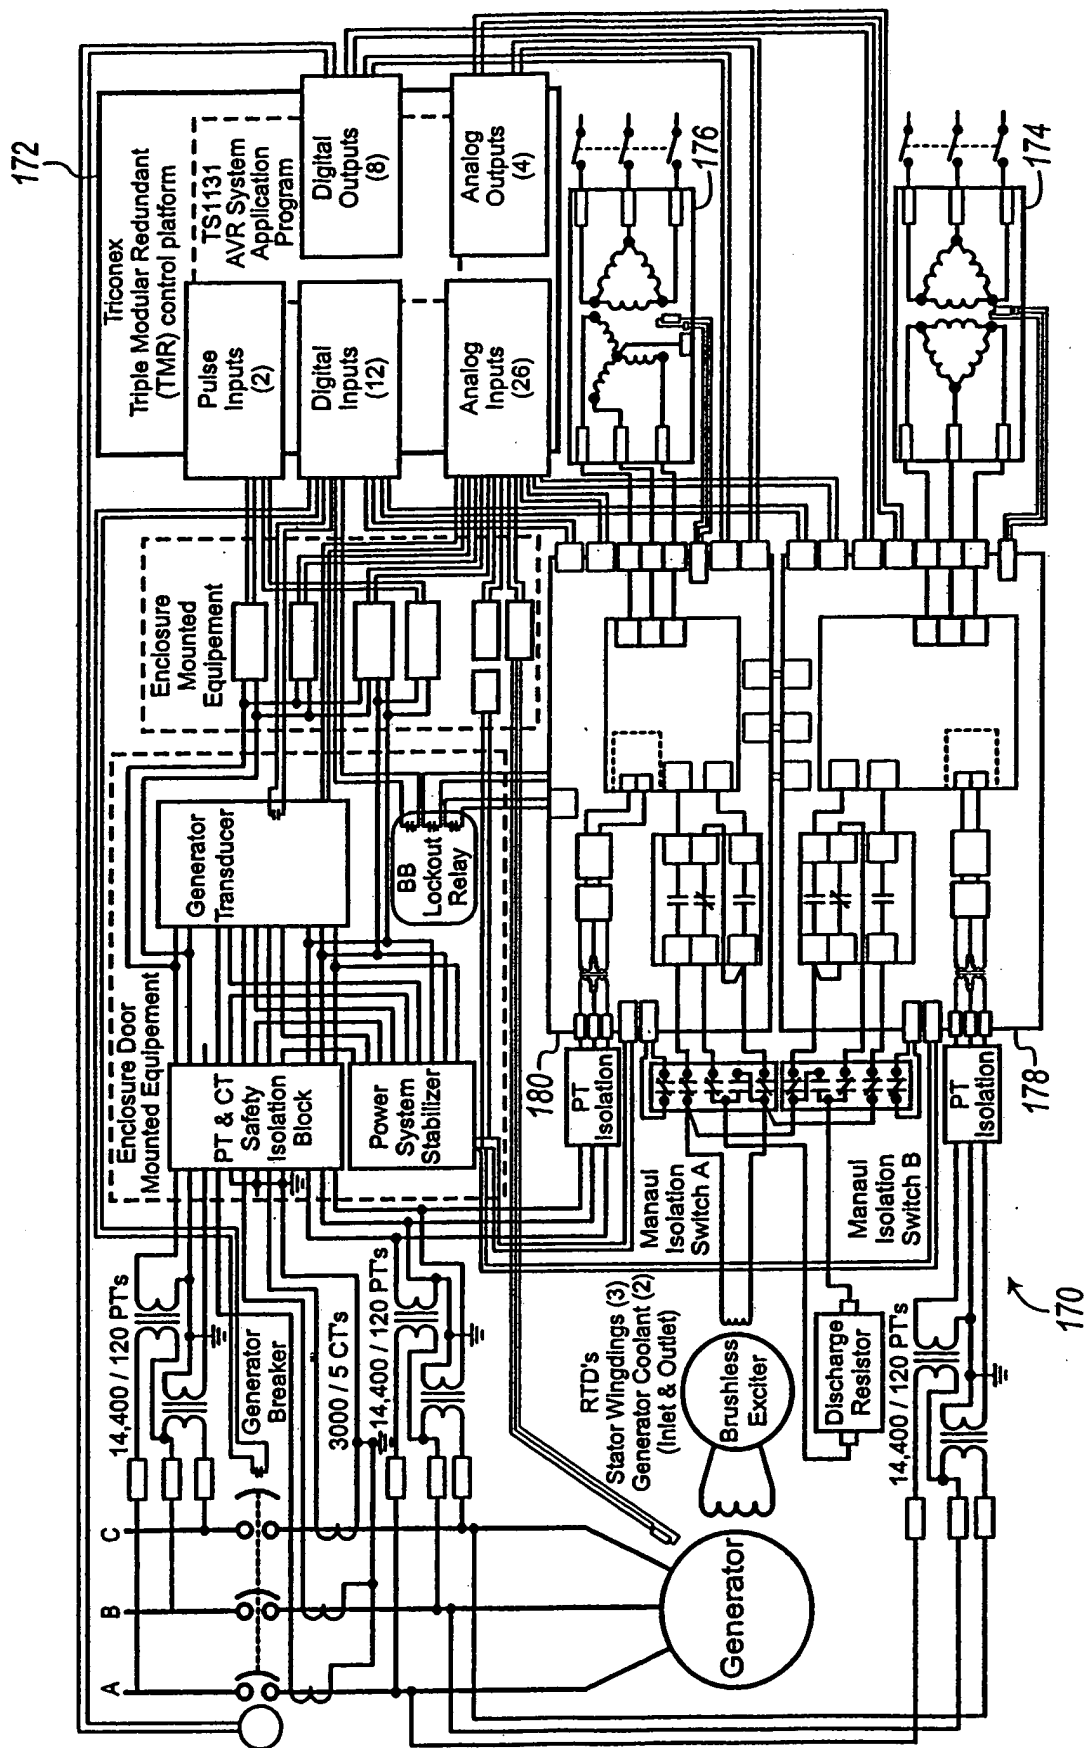 172
Triconex
Triple Modular Redundant
(TMR) control platform
TS1131
AVR System
Application
Program
Pulse
Inputs
(2)
Digital
Inputs
(12)
Analog
Inputs
(26)
Digital
Outputs
(8)
Analog
Outputs
(4)
176
174
Enclosure
Mounted
Equipement
Enclosure Door
Mounted Equipement
Generator
Transducer
BB
Lockout
Relay
PT & CT
Safety
Isolation
Block
Power
System
Stabilizer
180
PT
Isolation
178
PT
Isolation
Manaul
Isolation
Switch A
Manaul
Isolation
Switch B
14,400 / 120 PT's
Generator
Breaker
3000 / 5 CT's
14,400 / 120 PT's
C
B
A
RTD's
Stator Wingdings (3)
Generator Coolant (2)
(Inlet & Outlet)
Brushless
Exciter
Discharge
Resistor
14,400 / 120 PT's
Generator
170